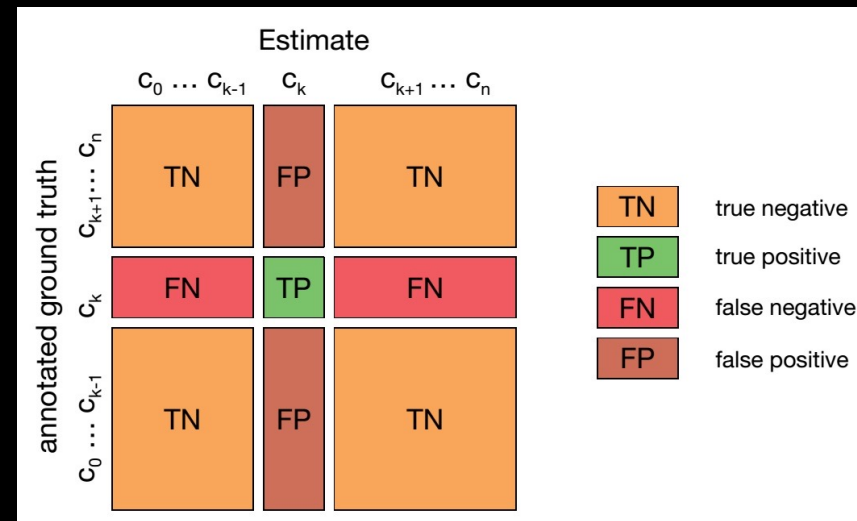 Estimate
c0 … ck-1 ck ck+1 … cn
annotated ground truth
ck+1… cn
ck
c0 … ck-1
TN FP TN
FN TP FN
TN FP TN
TN true negative
TP true positive
FN false negative
FP false positive